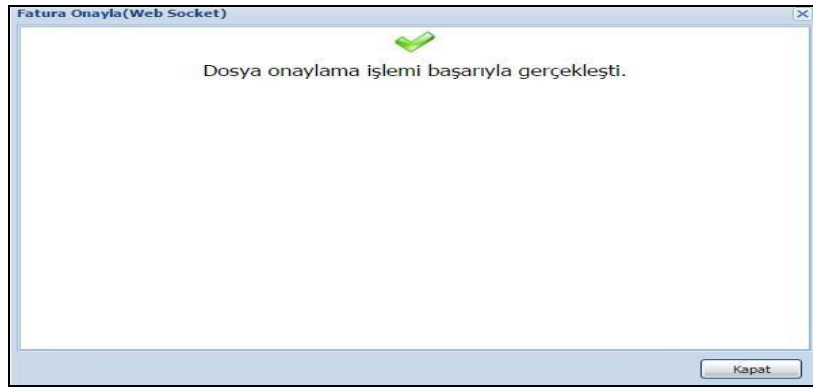 Fatura Onayla(Web Socket)
Dosya onaylama işlemi başarıyla gerçekleşti.
Kapat